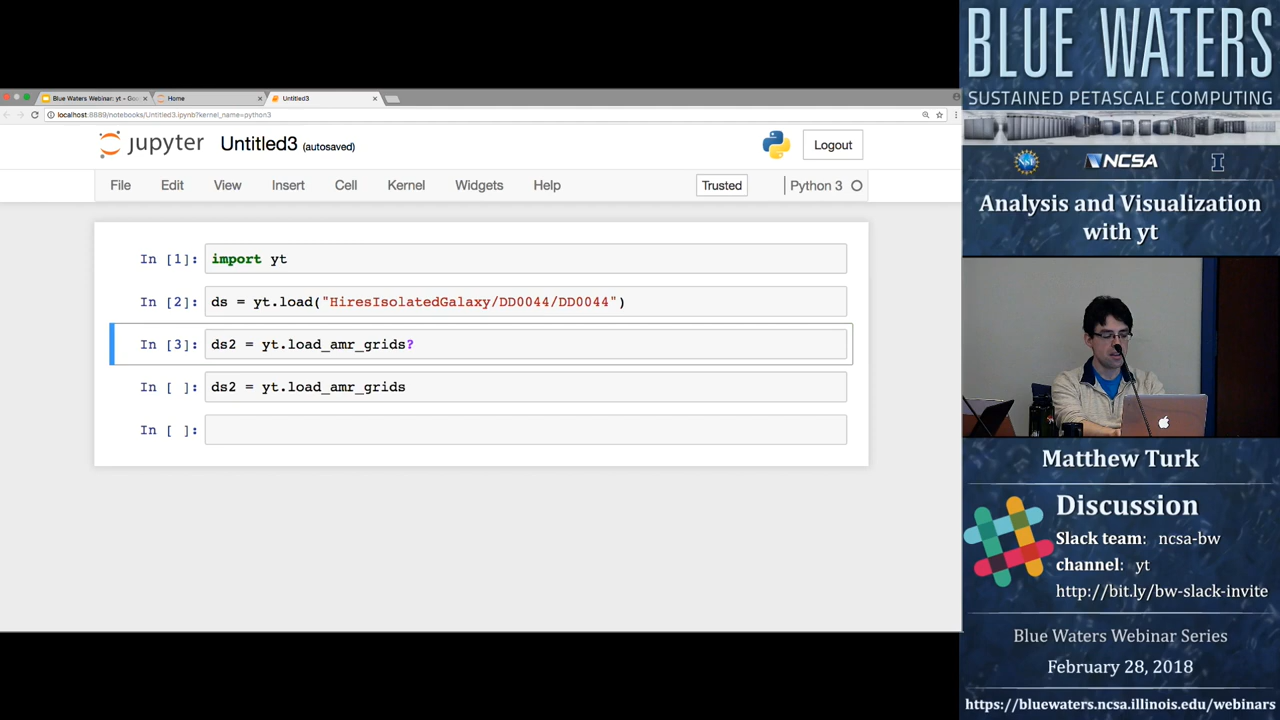 Blue Waters Webinar: yt - Goo
Home
Untitled3
localhost:8889/notebooks/Untitled3.ipynb?kernel_name=python3
jupyter Untitled3 (autosaved)
Logout
File Edit View Insert Cell Kernel Widgets Help
Trusted
Python 3
In [1]: import yt
In [2]: ds = yt.load("HiresIsolatedGalaxy/DD0044/DD0044")
In [3]: ds2 = yt.load_amr_grids?
In [ ]: ds2 = yt.load_amr_grids
In [ ]:
BLUE WATERS
SUSTAINED PETASCALE COMPUTING
NSF
NCSA
I
Analysis and Visualization
with yt
Matthew Turk
Discussion
Slack team: ncsa-bw
channel: yt
http://bit.ly/bw-slack-invite
Blue Waters Webinar Series
February 28, 2018
https://bluewaters.ncsa.illinois.edu/webinars